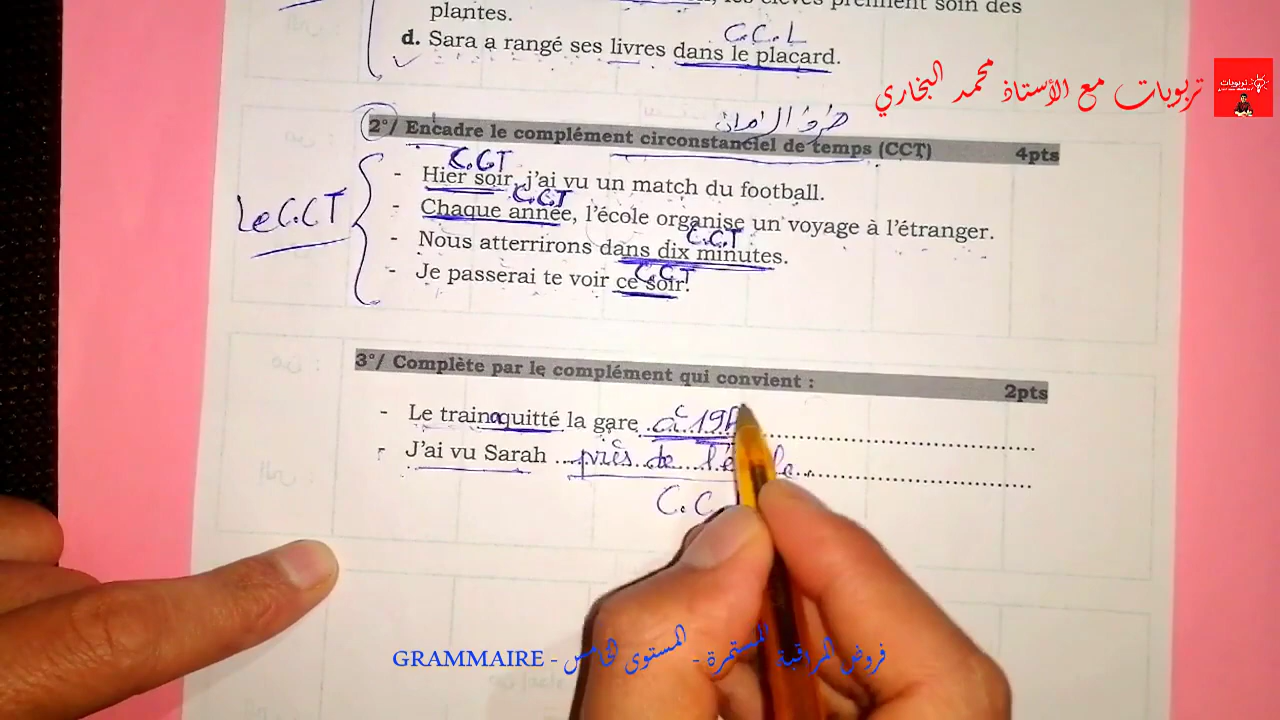 plantes.
C.C.L
d. Sara a rangé ses livres dans le placard.
تربويات مع الأستاذ محمد البخاري
2°/ Encadre le complément circonstanciel de temps (CCT) 4pts
C.CT
- Hier soir, j'ai vu un match du football.
C.C.T
Le C.CT
- Chaque année, l'école organise un voyage à l'étranger.
C.C.T
- Nous atterrirons dans dix minutes.
C.C.T
- Je passerai te voir ce soir.
3°/ Complète par le complément qui convient : 2pts
- Le train a quitté la gare à 19h
- J'ai vu Sarah près de
C.C
GRAMMAIRE - المستوى الخامس - فروض المراقبة المستمرة